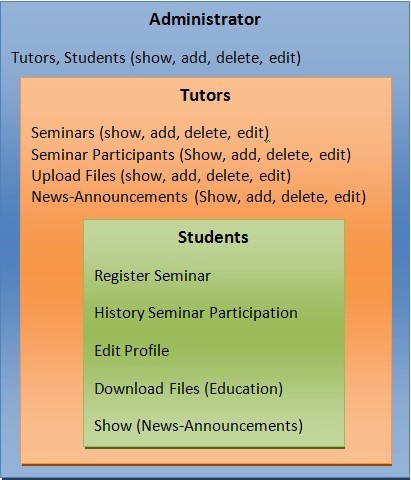 Administrator
Tutors, Students (show, add, delete, edit)
Tutors
Seminars (show, add, delete, edit)
Seminar Participants (Show, add, delete, edit)
Upload Files (show, add, delete, edit)
News-Announcements (Show, add, delete, edit)
Students
Register Seminar
History Seminar Participation
Edit Profile
Download Files (Education)
Show (News-Announcements)